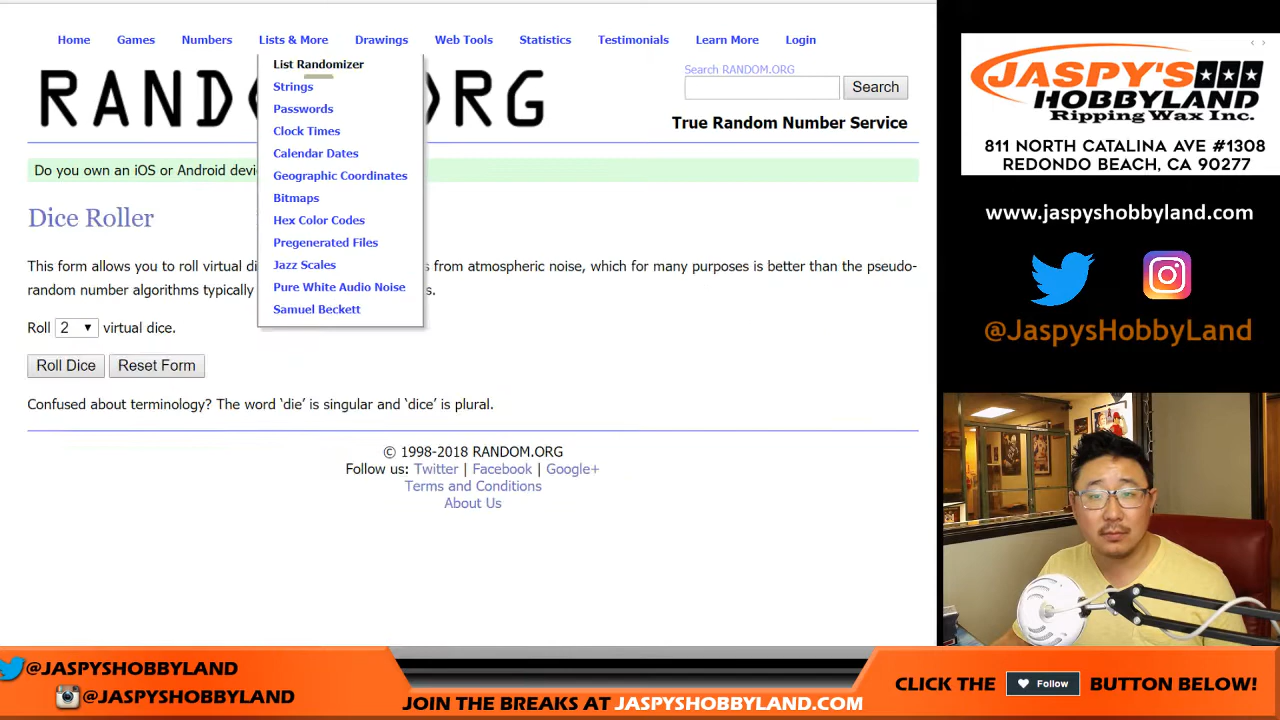 Home Games Numbers Lists & More Drawings Web Tools Statistics Testimonials Learn More Login
List Randomizer
Strings
Passwords
Clock Times
Calendar Dates
Geographic Coordinates
Bitmaps
Hex Color Codes
Pregenerated Files
Jazz Scales
Pure White Audio Noise
Samuel Beckett
Search RANDOM.ORG
Search
True Random Number Service
Do you own an iOS or Android
Dice Roller
This form allows you to roll virtual from atmospheric noise, which for many purposes is better than the pseudo-
random number algorithms typically
Roll 2 virtual dice.
Roll Dice Reset Form
Confused about terminology? The word ‘die’ is singular and ‘dice’ is plural.
© 1998-2018 RANDOM.ORG
Follow us: Twitter | Facebook | Google+
Terms and Conditions
About Us
JASPY'S
HOBBYLAND
Ripping Wax Inc.
811 NORTH CATALINA AVE #1308
REDONDO BEACH, CA 90277
www.jaspyshobbyland.com
@JaspysHobbyLand
@JASPYSHOBBYLAND
@JASPYSHOBBYLAND
JOIN THE BREAKS AT JASPYSHOBBYLAND.COM
CLICK THE Follow BUTTON BELOW!